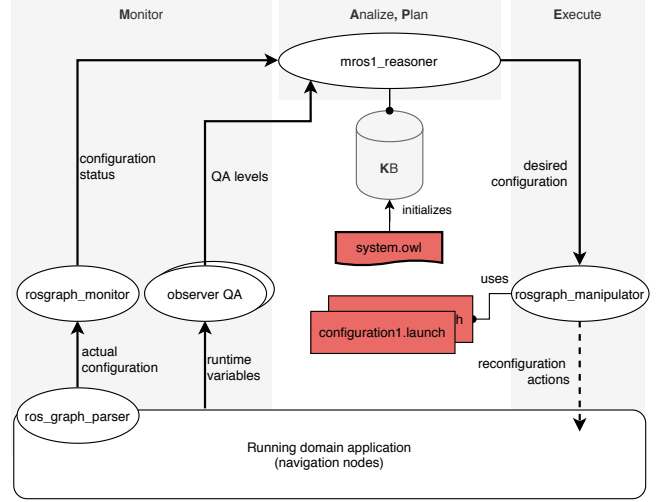 Monitor
Analize, Plan
Execute
mros1_reasoner
configuration
status
QA levels
KB
desired
configuration
initializes
system.owl
uses
rosgraph_monitor
observer QA
rosgraph_manipulator
h
configuration1.launch
actual
configuration
runtime
variables
reconfiguration
actions
ros_graph_parser
Running domain application
(navigation nodes)